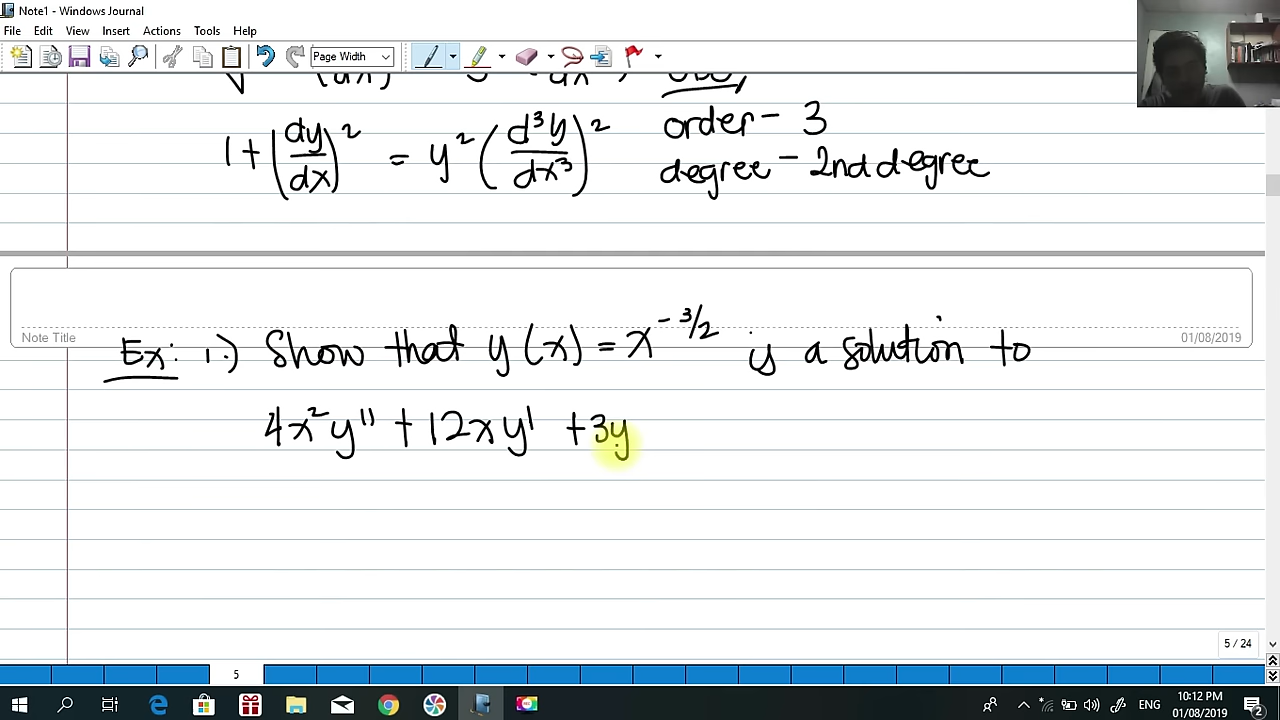 Note1 - Windows Journal
File Edit View Insert Actions Tools Help
Page Width
1 + (dy/dx)² = y² (d³y/dx³)²
order - 3
degree - 2nd degree
Note Title
01/08/2019
Ex: 1.) Show that y(x) = x^(-3/2) is a solution to
4x²y'' + 12xy' + 3y
5 / 24
5
ENG
10:12 PM
01/08/2019
2